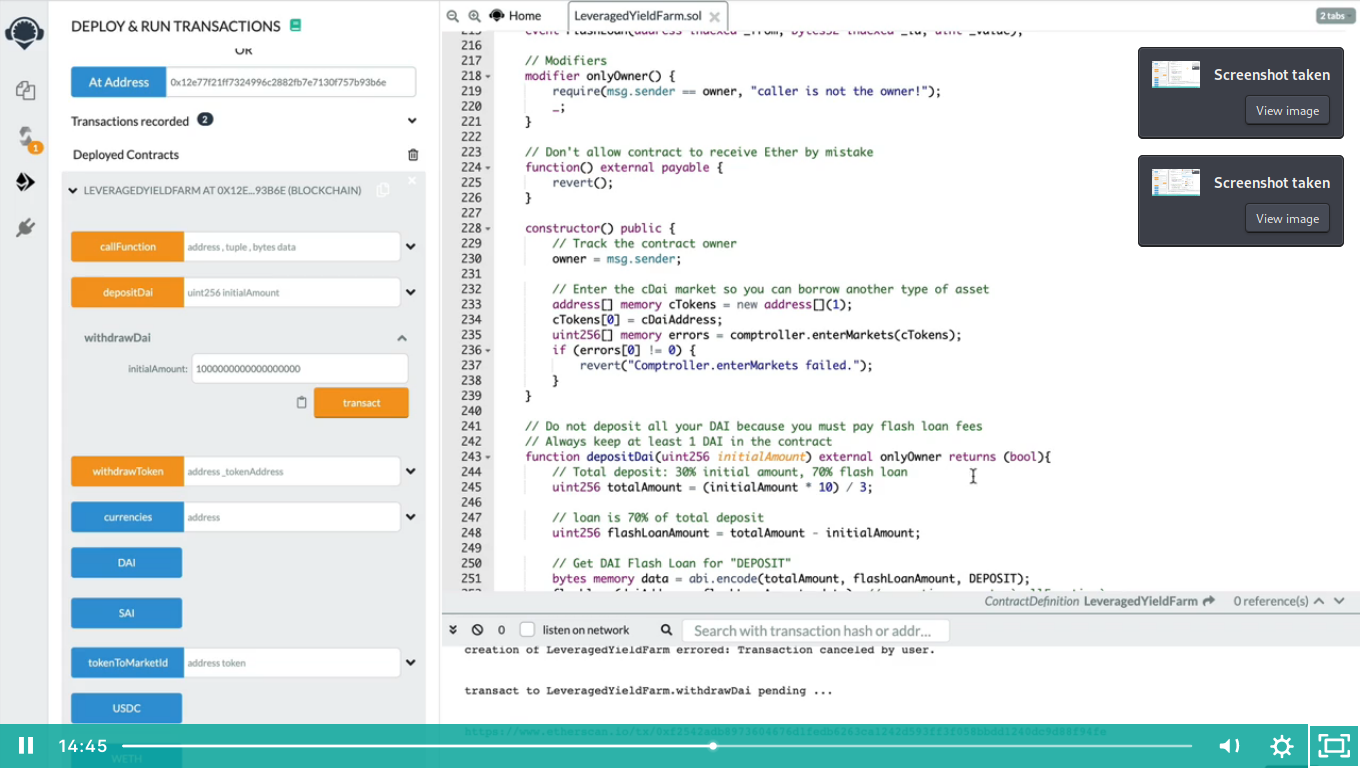 DEPLOY & RUN TRANSACTIONS
OR
At Address 0x12e77f21ff7324996c2882fb7e7130f757b93b6e
Transactions recorded 2
Deployed Contracts
LEVERAGEDYIELDFARM AT 0X12E...93B6E (BLOCKCHAIN)
callFunction address , tuple , bytes data
depositDai uint256 initialAmount
withdrawDai
initialAmount: 1000000000000000000
transact
withdrawToken address _tokenAddress
currencies address
DAI
SAI
tokenToMarketId address token
USDC
WETH
1
Home
LeveragedYieldFarm.sol
2 tabs
215 event FlashLoan(address indexed _from, bytes32 indexed _id, uint _value);
216
217 // Modifiers
218 modifier onlyOwner() {
219 require(msg.sender == owner, "caller is not the owner!");
220 _;
221 }
222
223 // Don't allow contract to receive Ether by mistake
224 function() external payable {
225 revert();
226 }
227
228 constructor() public {
229 // Track the contract owner
230 owner = msg.sender;
231
232 // Enter the cDai market so you can borrow another type of asset
233 address[] memory cTokens = new address[](1);
234 cTokens[0] = cDaiAddress;
235 uint256[] memory errors = comptroller.enterMarkets(cTokens);
236 if (errors[0] != 0) {
237 revert("Comptroller.enterMarkets failed.");
238 }
239 }
240
241 // Do not deposit all your DAI because you must pay flash loan fees
242 // Always keep at least 1 DAI in the contract
243 function depositDai(uint256 initialAmount) external onlyOwner returns (bool){
244 // Total deposit: 30% initial amount, 70% flash loan
245 uint256 totalAmount = (initialAmount * 10) / 3;
246
247 // loan is 70% of total deposit
248 uint256 flashLoanAmount = totalAmount - initialAmount;
249
250 // Get DAI Flash Loan for "DEPOSIT"
251 bytes memory data = abi.encode(totalAmount, flashLoanAmount, DEPOSIT);
ContractDefinition LeveragedYieldFarm 0 reference(s)
0 listen on network Search with transaction hash or addr...
creation of LeveragedYieldFarm errored: Transaction canceled by user.
transact to LeveragedYieldFarm.withdrawDai pending ...
Screenshot taken
View image
Screenshot taken
View image
14:45